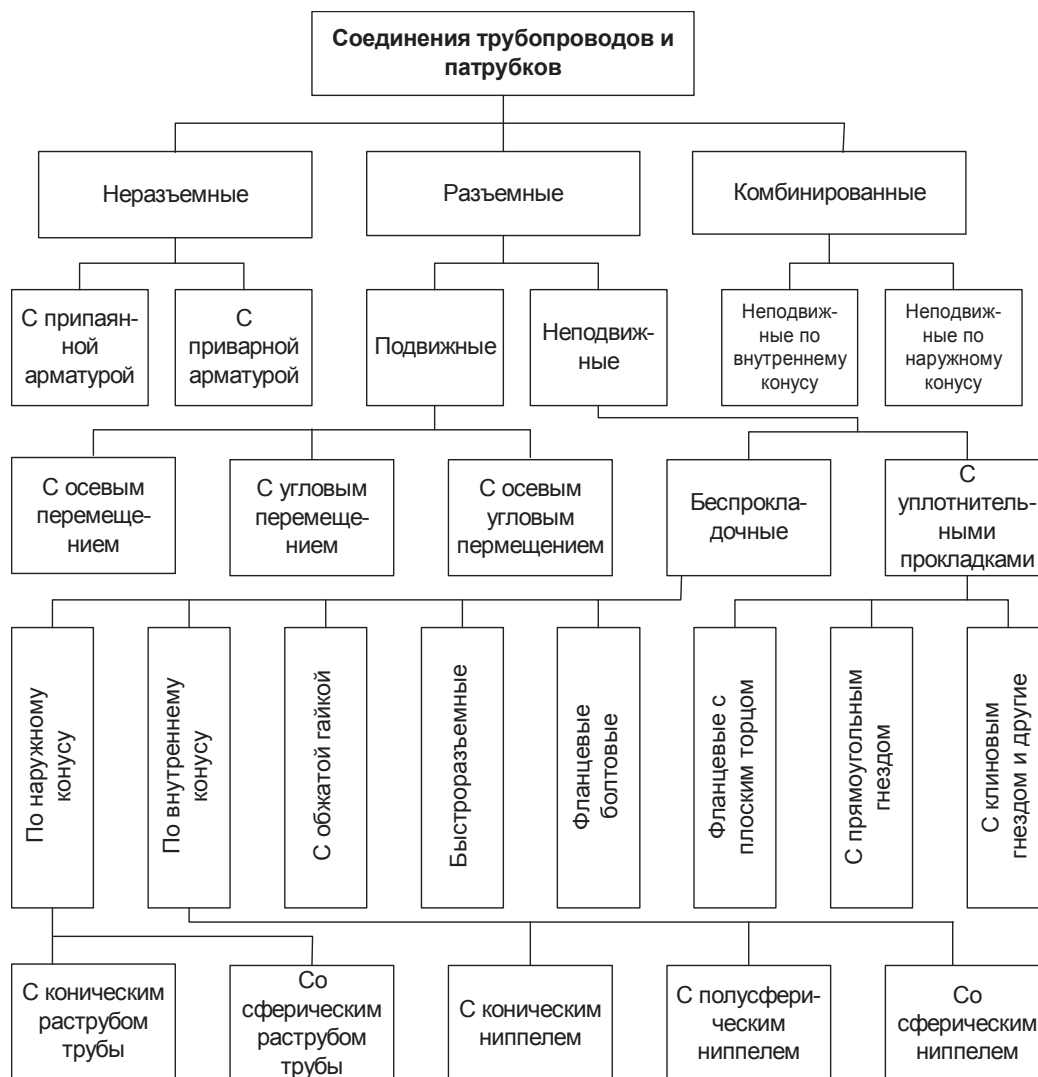 Соединения трубопроводов и
патрубков
Неразъемные
Разъемные
Комбинированные
С припаян-
ной
арматурой
С
приварной
арматурой
Подвижные
Неподвиж-
ные
Неподвиж-
ные по
внутреннему
конусу
Неподвиж-
ные по
наружному
конусу
С осевым
перемеще-
нием
С угловым
перемеще-
нием
С осевым
угловым
пермещением
Беспрокла-
дочные
С
уплотнитель-
ными
прокладками
По наружному
конусу
По внутреннему
конусу
С обжатой гайкой
Быстроразъемные
Фланцевые
болтовые
Фланцевые с
плоским торцом
С прямоугольным
гнездом
С клиновым
гнездом и другие
С коническим
раструбом
трубы
Со
сферическим
раструбом
трубы
С коническим
ниппелем
С полусфери-
ческим
ниппелем
Со
сферическим
ниппелем